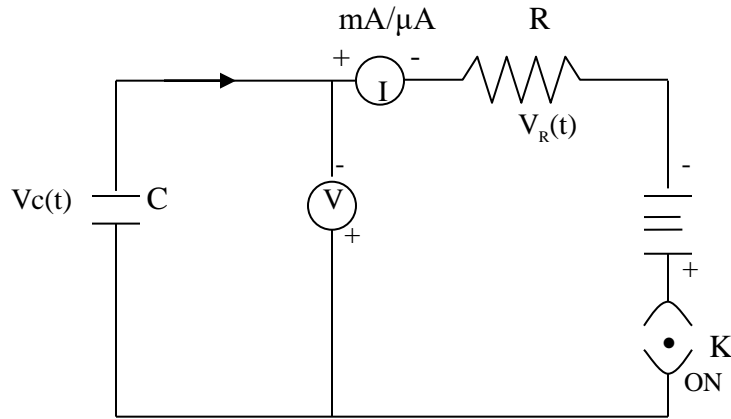 mA/µA
R
+
-
I
V_R(t)
-
-
Vc(t)
C
V
+
+
K
ON